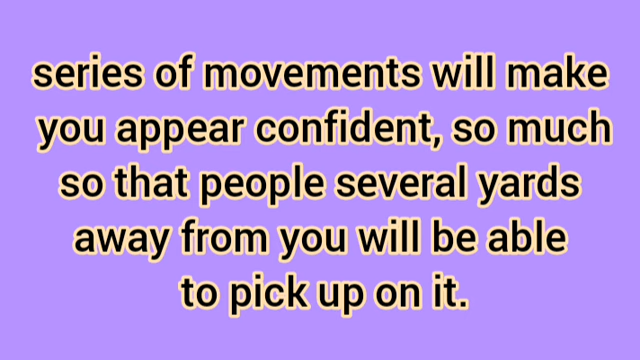 series of movements will make
you appear confident, so much
so that people several yards
away from you will be able
to pick up on it.